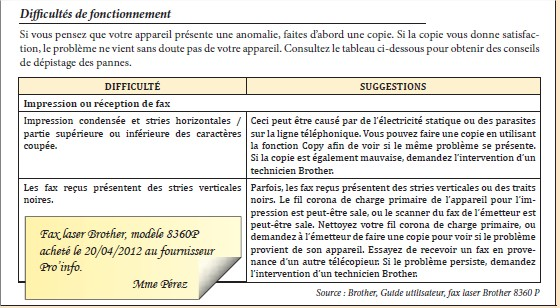 Difficultés de fonctionnement
Si vous pensez que votre appareil présente une anomalie, faites d'abord une copie. Si la copie vous donne satisfac-
tion, le problème ne vient sans doute pas de votre appareil. Consultez le tableau ci-dessous pour obtenir des conseils
de dépistage des pannes.
DIFFICULTÉ
SUGGESTIONS
Impression ou réception de fax
Impression condensée et stries horizontales /
partie supérieure ou inférieure des caractères
coupée.
Ceci peut être causé par de l'électricité statique ou des parasites
sur la ligne téléphonique. Vous pouvez faire une copie en utilisant
la fonction Copy afin de voir si le même problème se présente.
Si la copie est également mauvaise, demandez l'intervention d'un
technicien Brother.
Les fax reçus présentent des stries verticales
noires.
Parfois, les fax reçus présentent des stries verticales ou des traits
noirs. Le fil corona de charge primaire de l'appareil pour l'im-
pression est peut-être sale, ou le scanner du fax de l'émetteur est
peut-être sale. Nettoyez votre fil corona de charge primaire, ou
demandez à l'émetteur de faire une copie pour voir si le problème
provient de son appareil. Essayez de recevoir un fax en prove-
nance d'un autre télécopieur. Si le problème persiste, demandez
l'intervention d'un technicien Brother.
Fax laser Brother, modèle 8360P
acheté le 20/04/2012 au fournisseur
Pro'info.
Mme Pérez
Source : Brother, Guide utilisateur, fax laser Brother 8360 P